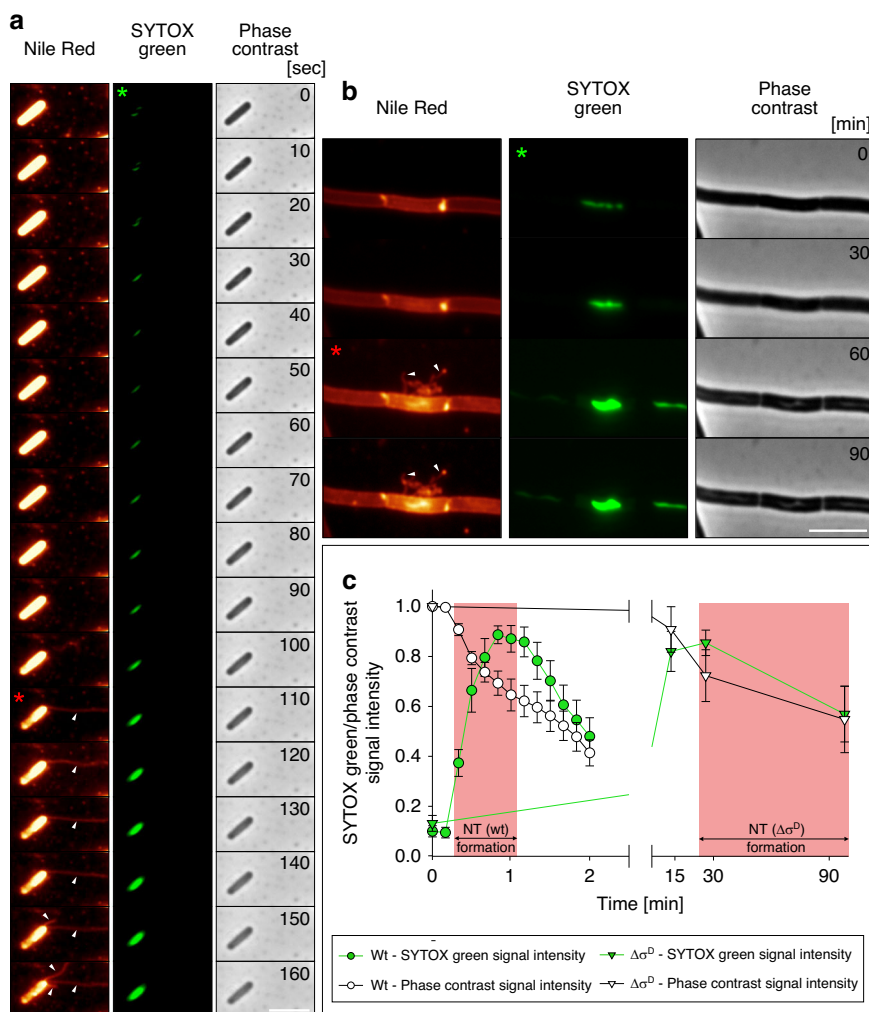 a
Nile Red
SYTOX
green
Phase
contrast
[sec]
*
0
10
20
30
40
50
60
70
80
90
100
*
110
120
130
140
150
160
b
Nile Red
SYTOX
green
Phase
contrast
[min]
*
0
30
*
60
90
c
SYTOX green/phase contrast
signal intensity
1.0
0.8
0.6
0.4
0.2
0.0
NT (wt)
formation
NT (Δσᴰ)
formation
0 1 2 15 30 90
Time [min]
Wt - SYTOX green signal intensity
Δσᴰ - SYTOX green signal intensity
Wt - Phase contrast signal intensity
Δσᴰ - Phase contrast signal intensity